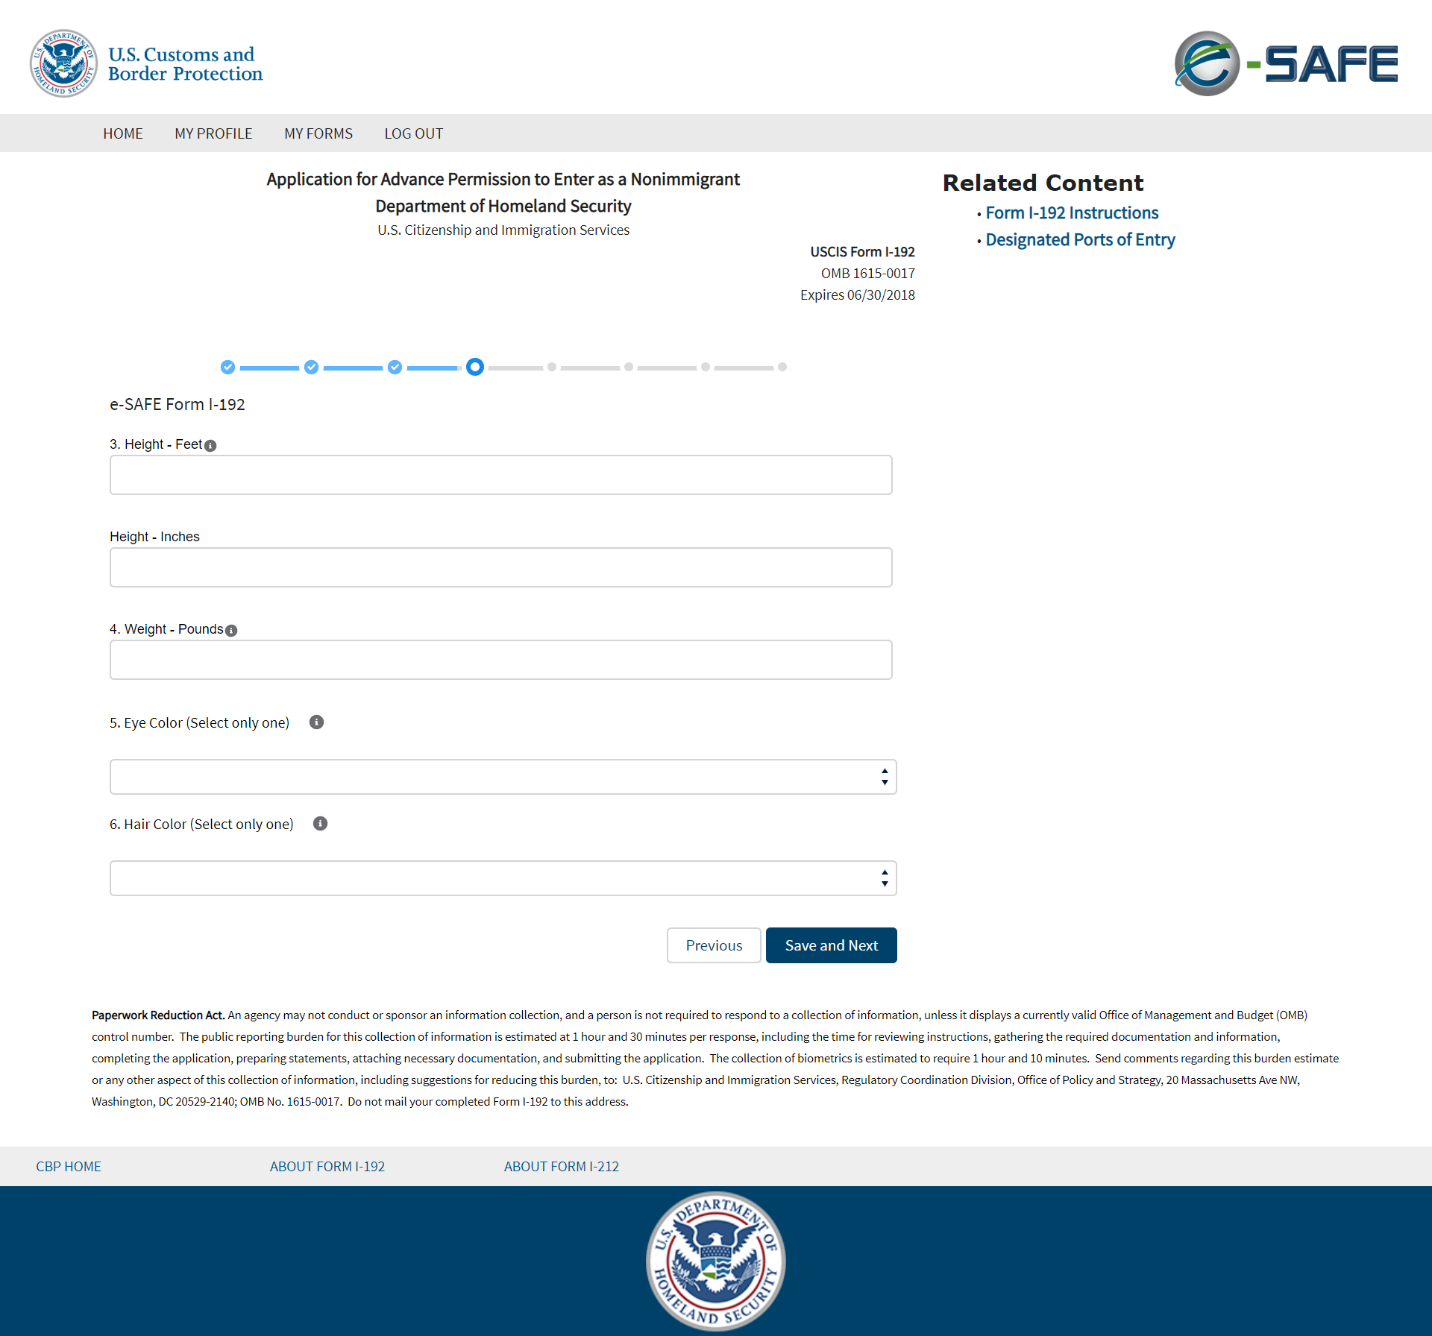 U.S. Customs and
Border Protection
e-SAFE
HOME MY PROFILE MY FORMS LOG OUT
Application for Advance Permission to Enter as a Nonimmigrant
Department of Homeland Security
U.S. Citizenship and Immigration Services
USCIS Form I-192
OMB 1615-0017
Expires 06/30/2018
Related Content
• Form I-192 Instructions
• Designated Ports of Entry
e-SAFE Form I-192
3. Height - Feet
Height - Inches
4. Weight - Pounds
5. Eye Color (Select only one)
6. Hair Color (Select only one)
Previous Save and Next
Paperwork Reduction Act. An agency may not conduct or sponsor an information collection, and a person is not required to respond to a collection of information, unless it displays a currently valid Office of Management and Budget (OMB)
control number. The public reporting burden for this collection of information is estimated at 1 hour and 30 minutes per response, including the time for reviewing instructions, gathering the required documentation and information,
completing the application, preparing statements, attaching necessary documentation, and submitting the application. The collection of biometrics is estimated to require 1 hour and 10 minutes. Send comments regarding this burden estimate
or any other aspect of this collection of information, including suggestions for reducing this burden, to: U.S. Citizenship and Immigration Services, Regulatory Coordination Division, Office of Policy and Strategy, 20 Massachusetts Ave NW,
Washington, DC 20529-2140; OMB No. 1615-0017. Do not mail your completed Form I-192 to this address.
CBP HOME ABOUT FORM I-192 ABOUT FORM I-212
U.S. DEPARTMENT OF
HOMELAND SECURITY